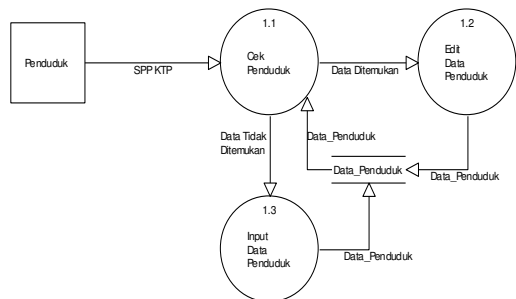 1.1
1.2
Penduduk
Cek
Penduduk
Edit
Data
Penduduk
SPP KTP
Data Ditemukan
Data Tidak
Ditemukan
Data_Penduduk
Data_Penduduk
Data_Penduduk
1.3
Input
Data
Penduduk
Data_Penduduk